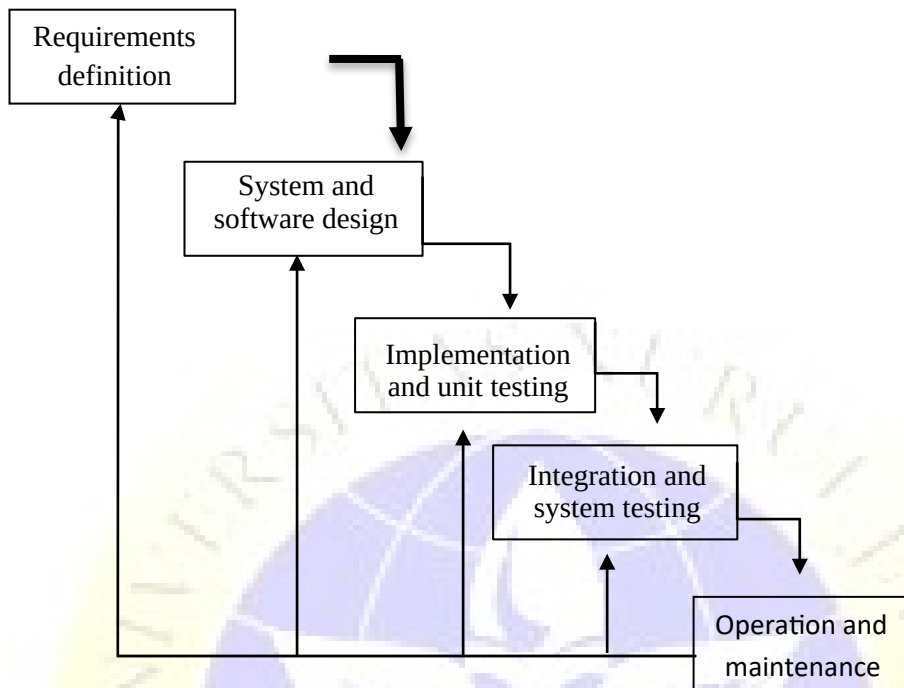 Requirements
definition
System and
software design
Implementation
and unit testing
Integration and
system testing
Operation and
maintenance